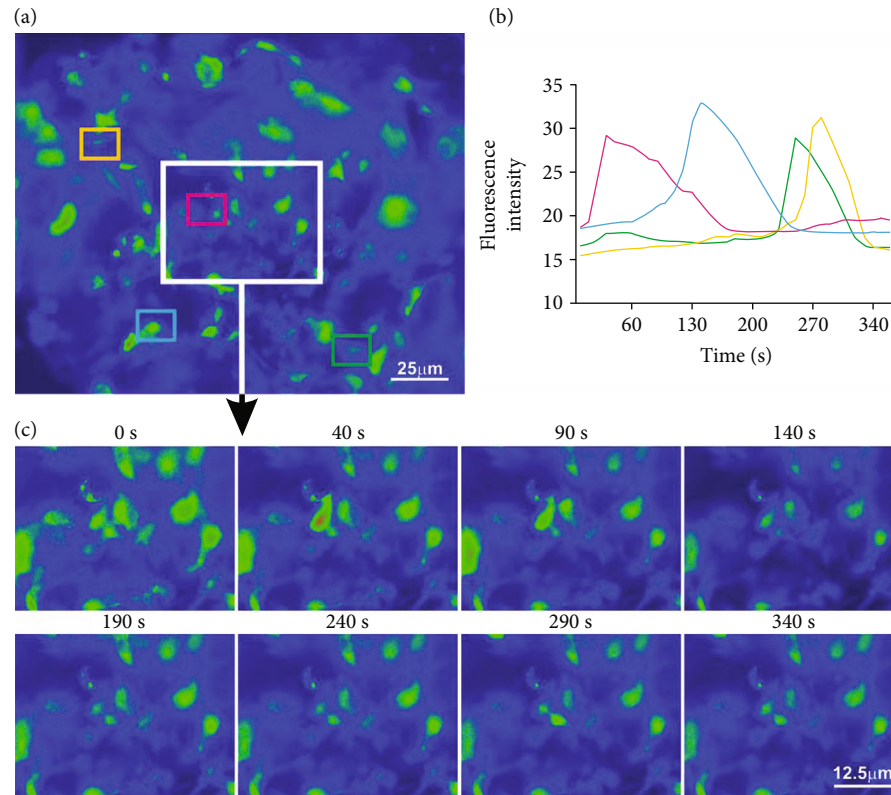 (a)
25μm
(b)
Fluorescence
intensity
35
30
25
20
15
10
60 130 200 270 340
Time (s)
(c)
0 s 40 s 90 s 140 s
190 s 240 s 290 s 340 s
12.5μm